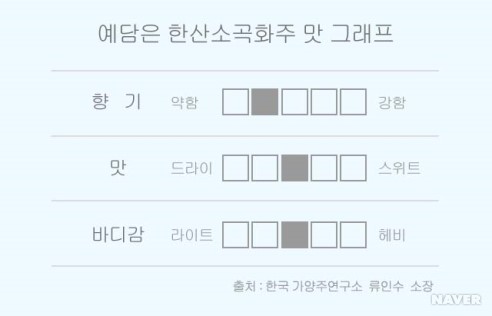 예담은 한산소곡화주 맛 그래프
향 기 약함 강함
맛 드라이 스위트
바디감 라이트 헤비
출처 : 한국 가양주연구소 류인수 소장
NAVER